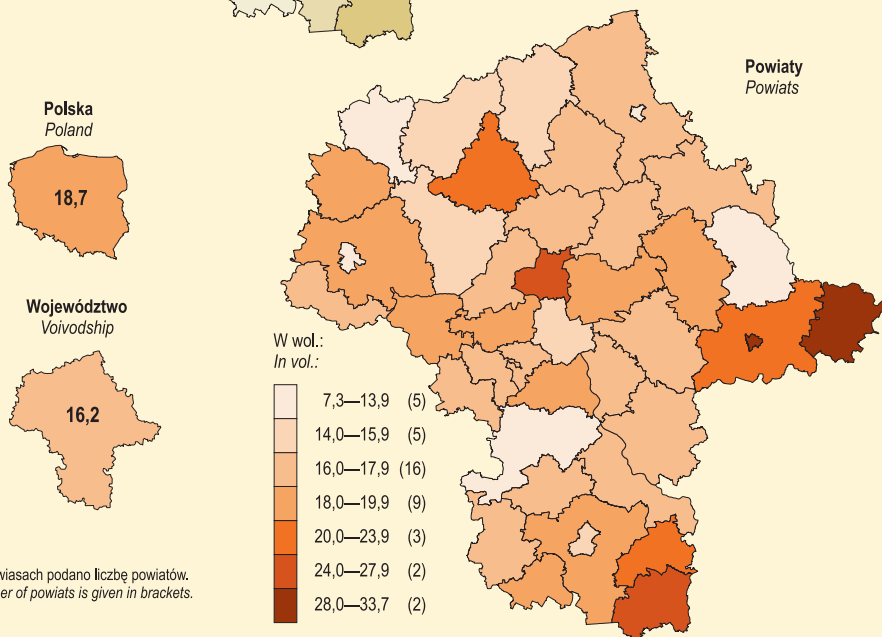 Polska
Poland
18,7
Województwo
Voivodship
16,2
Powiaty
Powiats
W wol.:
In vol.:
7,3—13,9 (5)
14,0—15,9 (5)
16,0—17,9 (16)
18,0—19,9 (9)
20,0—23,9 (3)
24,0—27,9 (2)
28,0—33,7 (2)
podano liczbę powiatów.
of powiats is given in brackets.